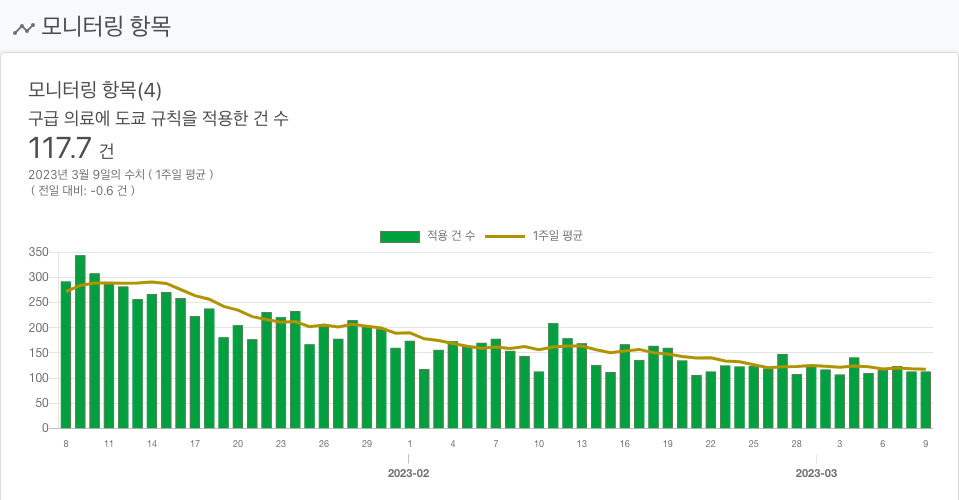 모니터링 항목
모니터링 항목(4)
구급 의료에 도쿄 규칙을 적용한 건 수
117.7 건
2023년 3월 9일의 수치 ( 1주일 평균 )
( 전일 대비: -0.6 건 )
적용 건 수 1주일 평균
350
300
250
200
150
100
50
0
8 11 14 17 20 23 26 29 1 4 7 10 13 16 19 22 25 28 3 6 9
2023-02 2023-03